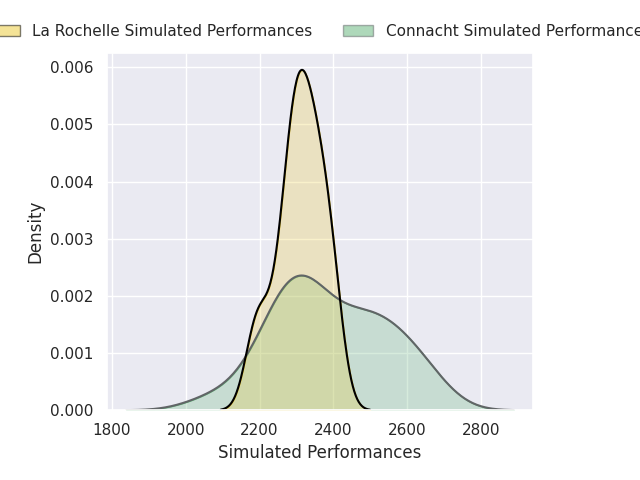 La Rochelle Simulated Performances Connacht Simulated Performance
0.006
0.005
0.004
0.003
0.002
0.001
0.000
Density
1800 2000 2200 2400 2600 2800
Simulated Performances